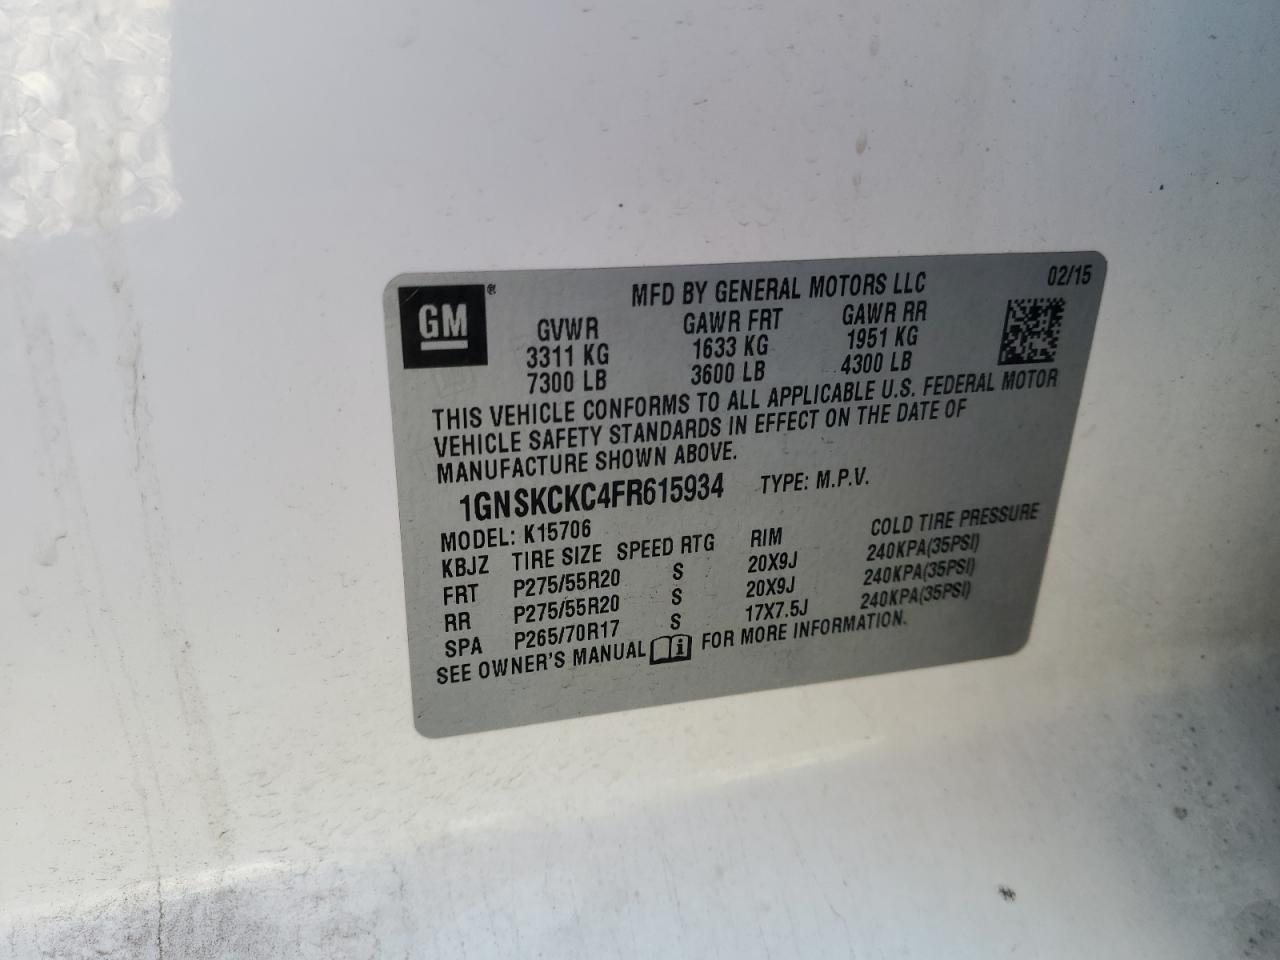 GM®
MFD BY GENERAL MOTORS LLC 02/15
GVWR GAWR FRT GAWR RR
3311 KG 1633 KG 1951 KG
7300 LB 3600 LB 4300 LB
THIS VEHICLE CONFORMS TO ALL APPLICABLE U.S. FEDERAL MOTOR
VEHICLE SAFETY STANDARDS IN EFFECT ON THE DATE OF
MANUFACTURE SHOWN ABOVE.
1GNSKCKC4FR615934 TYPE: M.P.V.
MODEL: K15706
KBJZ TIRE SIZE SPEED RTG RIM COLD TIRE PRESSURE
FRT P275/55R20 S 20X9J 240KPA(35PSI)
RR P275/55R20 S 20X9J 240KPA(35PSI)
SPA P265/70R17 S 17X7.5J 240KPA(35PSI)
SEE OWNER'S MANUAL FOR MORE INFORMATION.